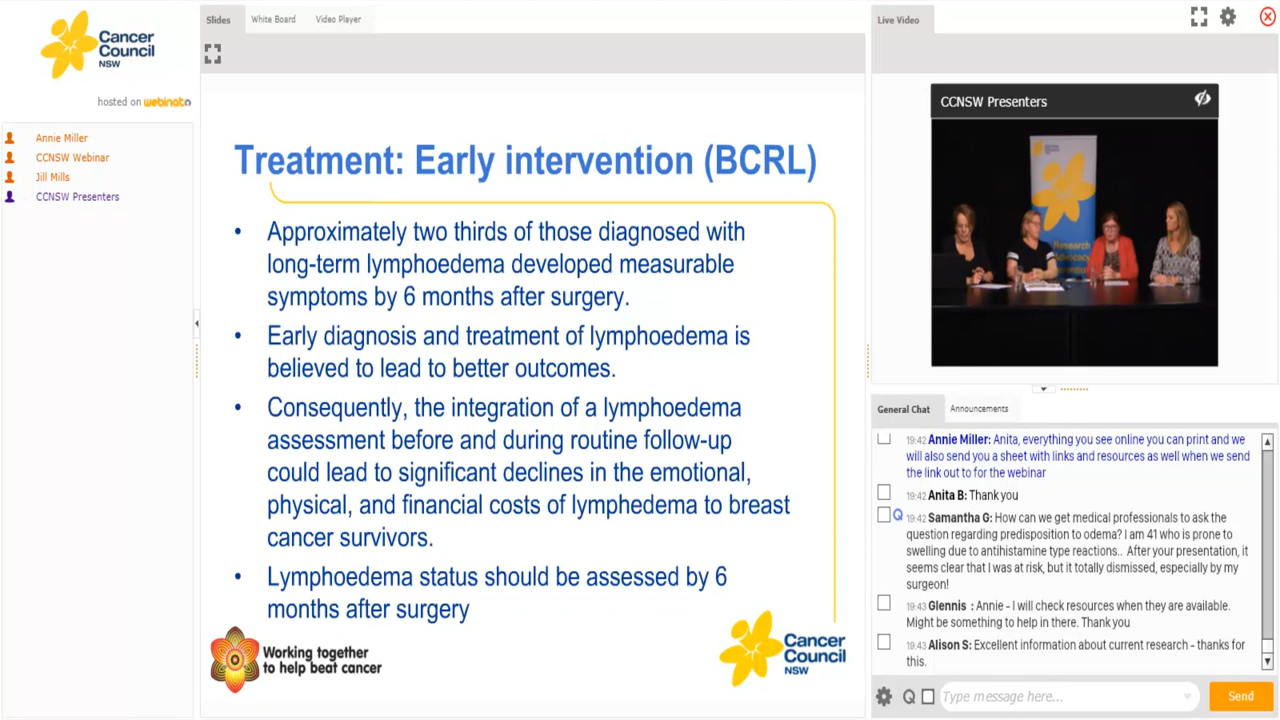 Cancer
Council
NSW
hosted on webinato
Annie Miller
CCNSW Webinar
Jill Mills
CCNSW Presenters
Slides
White Board
Video Player
Treatment: Early intervention (BCRL)
• Approximately two thirds of those diagnosed with
long-term lymphoedema developed measurable
symptoms by 6 months after surgery.
• Early diagnosis and treatment of lymphoedema is
believed to lead to better outcomes.
• Consequently, the integration of a lymphoedema
assessment before and during routine follow-up
could lead to significant declines in the emotional,
physical, and financial costs of lymphedema to breast
cancer survivors.
• Lymphoedema status should be assessed by 6
months after surgery
Working together
to help beat cancer
Cancer
Council
NSW
Live Video
CCNSW Presenters
Research
Advocacy
General Chat
Announcements
19:42 Annie Miller: Anita, everything you see online you can print and we
will also send you a sheet with links and resources as well when we send
the link out to for the webinar
19:42 Anita B: Thank you
Q 19:42 Samantha G: How can we get medical professionals to ask the
question regarding predisposition to odema? I am 41 who is prone to
swelling due to antihistamine type reactions.. After your presentation, it
seems clear that I was at risk, but it totally dismissed, especially by my
surgeon!
19:43 Glennis : Annie - I will check resources when they are available.
Might be something to help in there. Thank you
19:43 Alison S: Excellent information about current research - thanks for
this.
Q
Type message here...
Send